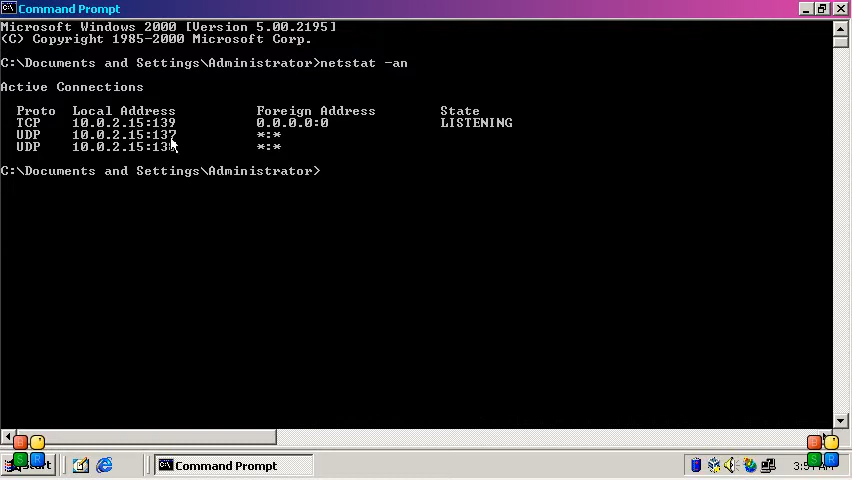 Command Prompt
Microsoft Windows 2000 [Version 5.00.2195]
(C) Copyright 1985-2000 Microsoft Corp.
C:\Documents and Settings\Administrator>netstat -an
Active Connections
Proto Local Address Foreign Address State
TCP 10.0.2.15:139 0.0.0.0:0 LISTENING
UDP 10.0.2.15:137 *:*
UDP *:*
C:\Documents and Settings\Administrator>
Command Prompt